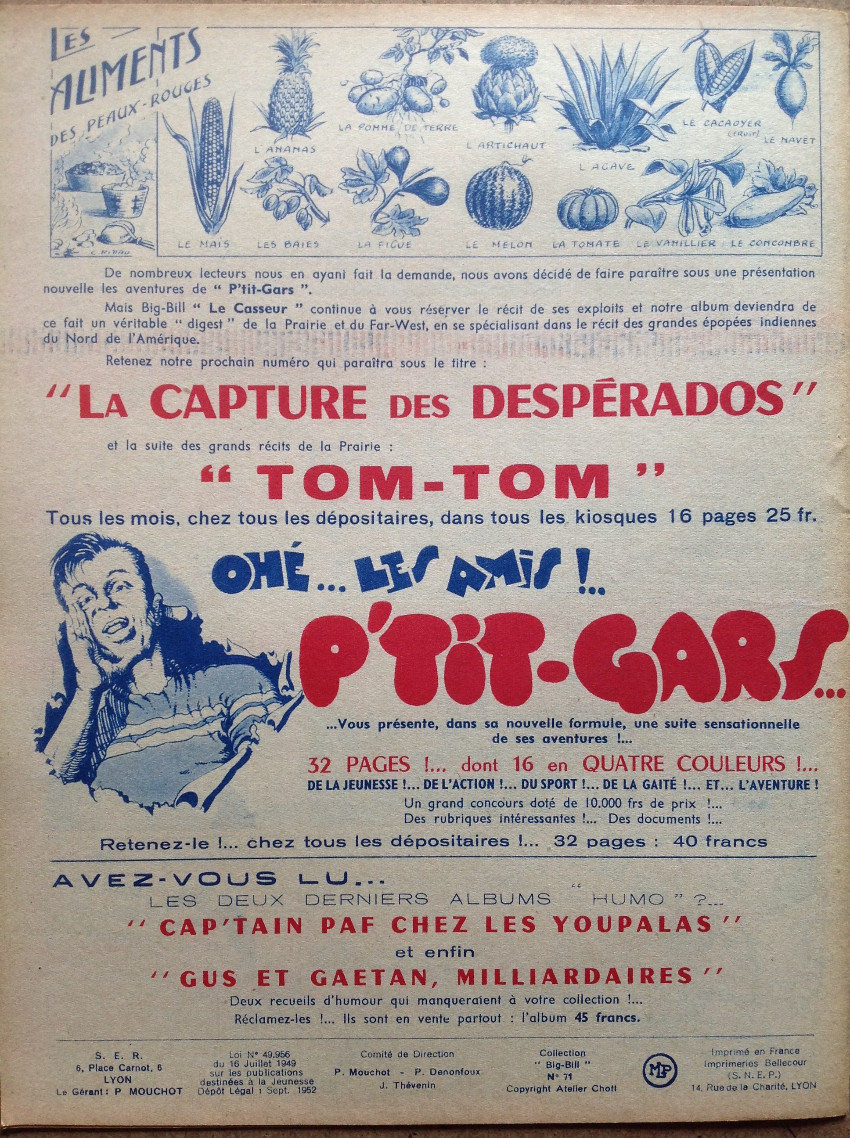 LES
ALIMENTS
DES PEAUX-ROUGES
LE MAIS
L'ANANAS
LES BAIES
LA POMME DE TERRE
LA FIGUE
L'ARTICHAUT
LE MELON
L'AGAVE
LA TOMATE
LE CACAOYER
(FRUIT)
LE NAVET
LE VANILLIER
LE CONCOMBRE
De nombreux lecteurs nous en ayant fait la demande, nous avons décidé de faire paraître sous une présentation
nouvelle les aventures de " P'tit-Gars ".
Mais Big-Bill " Le Casseur " continue à vous réserver le récit de ses exploits et notre album deviendra de
ce fait un véritable " digest " de la Prairie et du Far-West, en se spécialisant dans le récit des grandes épopées indiennes
du Nord de l'Amérique.
Retenez notre prochain numéro qui paraîtra sous le titre :
"LA CAPTURE DES DESPÉRADOS"
et la suite des grands récits de la Prairie :
" TOM-TOM "
Tous les mois, chez tous les dépositaires, dans tous les kiosques 16 pages 25 fr.
OHÉ... LES AMIS !..
P'TIT-GARS...
...Vous présente, dans sa nouvelle formule, une suite sensationnelle
de ses aventures !...
32 PAGES !... dont 16 en QUATRE COULEURS !...
DE LA JEUNESSE !... DE L'ACTION !... DU SPORT !... DE LA GAITÉ !... ET... L'AVENTURE !
Un grand concours doté de 10.000 frs de prix !...
Des rubriques intéressantes !... Des documents !...
Retenez-le !... chez tous les dépositaires !... 32 pages : 40 francs
AVEZ-VOUS LU...
LES DEUX DERNIERS ALBUMS " HUMO " ?...
" CAP'TAIN PAF CHEZ LES YOUPALAS "
et enfin
" GUS ET GAETAN, MILLIARDAIRES "
Deux recueils d'humour qui manqueraient à votre collection !...
Réclamez-les !... Ils sont en vente partout : l'album 45 francs.
S. E. R.
6, Place Carnot, 6
LYON
Le Gérant: P MOUCHOT
Loi N° 49.956
du 16 Juillet 1949
sur les publications
destinées à la Jeunesse
Dépôt Légal : Sept. 1952
Comité de Direction
P. Mouchot - P. Denonfoux
J. Thévenin
Collection
" Big-Bill "
N° 71
Copyright Atelier Chott
MLP
Imprimé en France
Imprimeries Bellecour
(S. N. E. P.)
14, Rue de la Charité, LYON